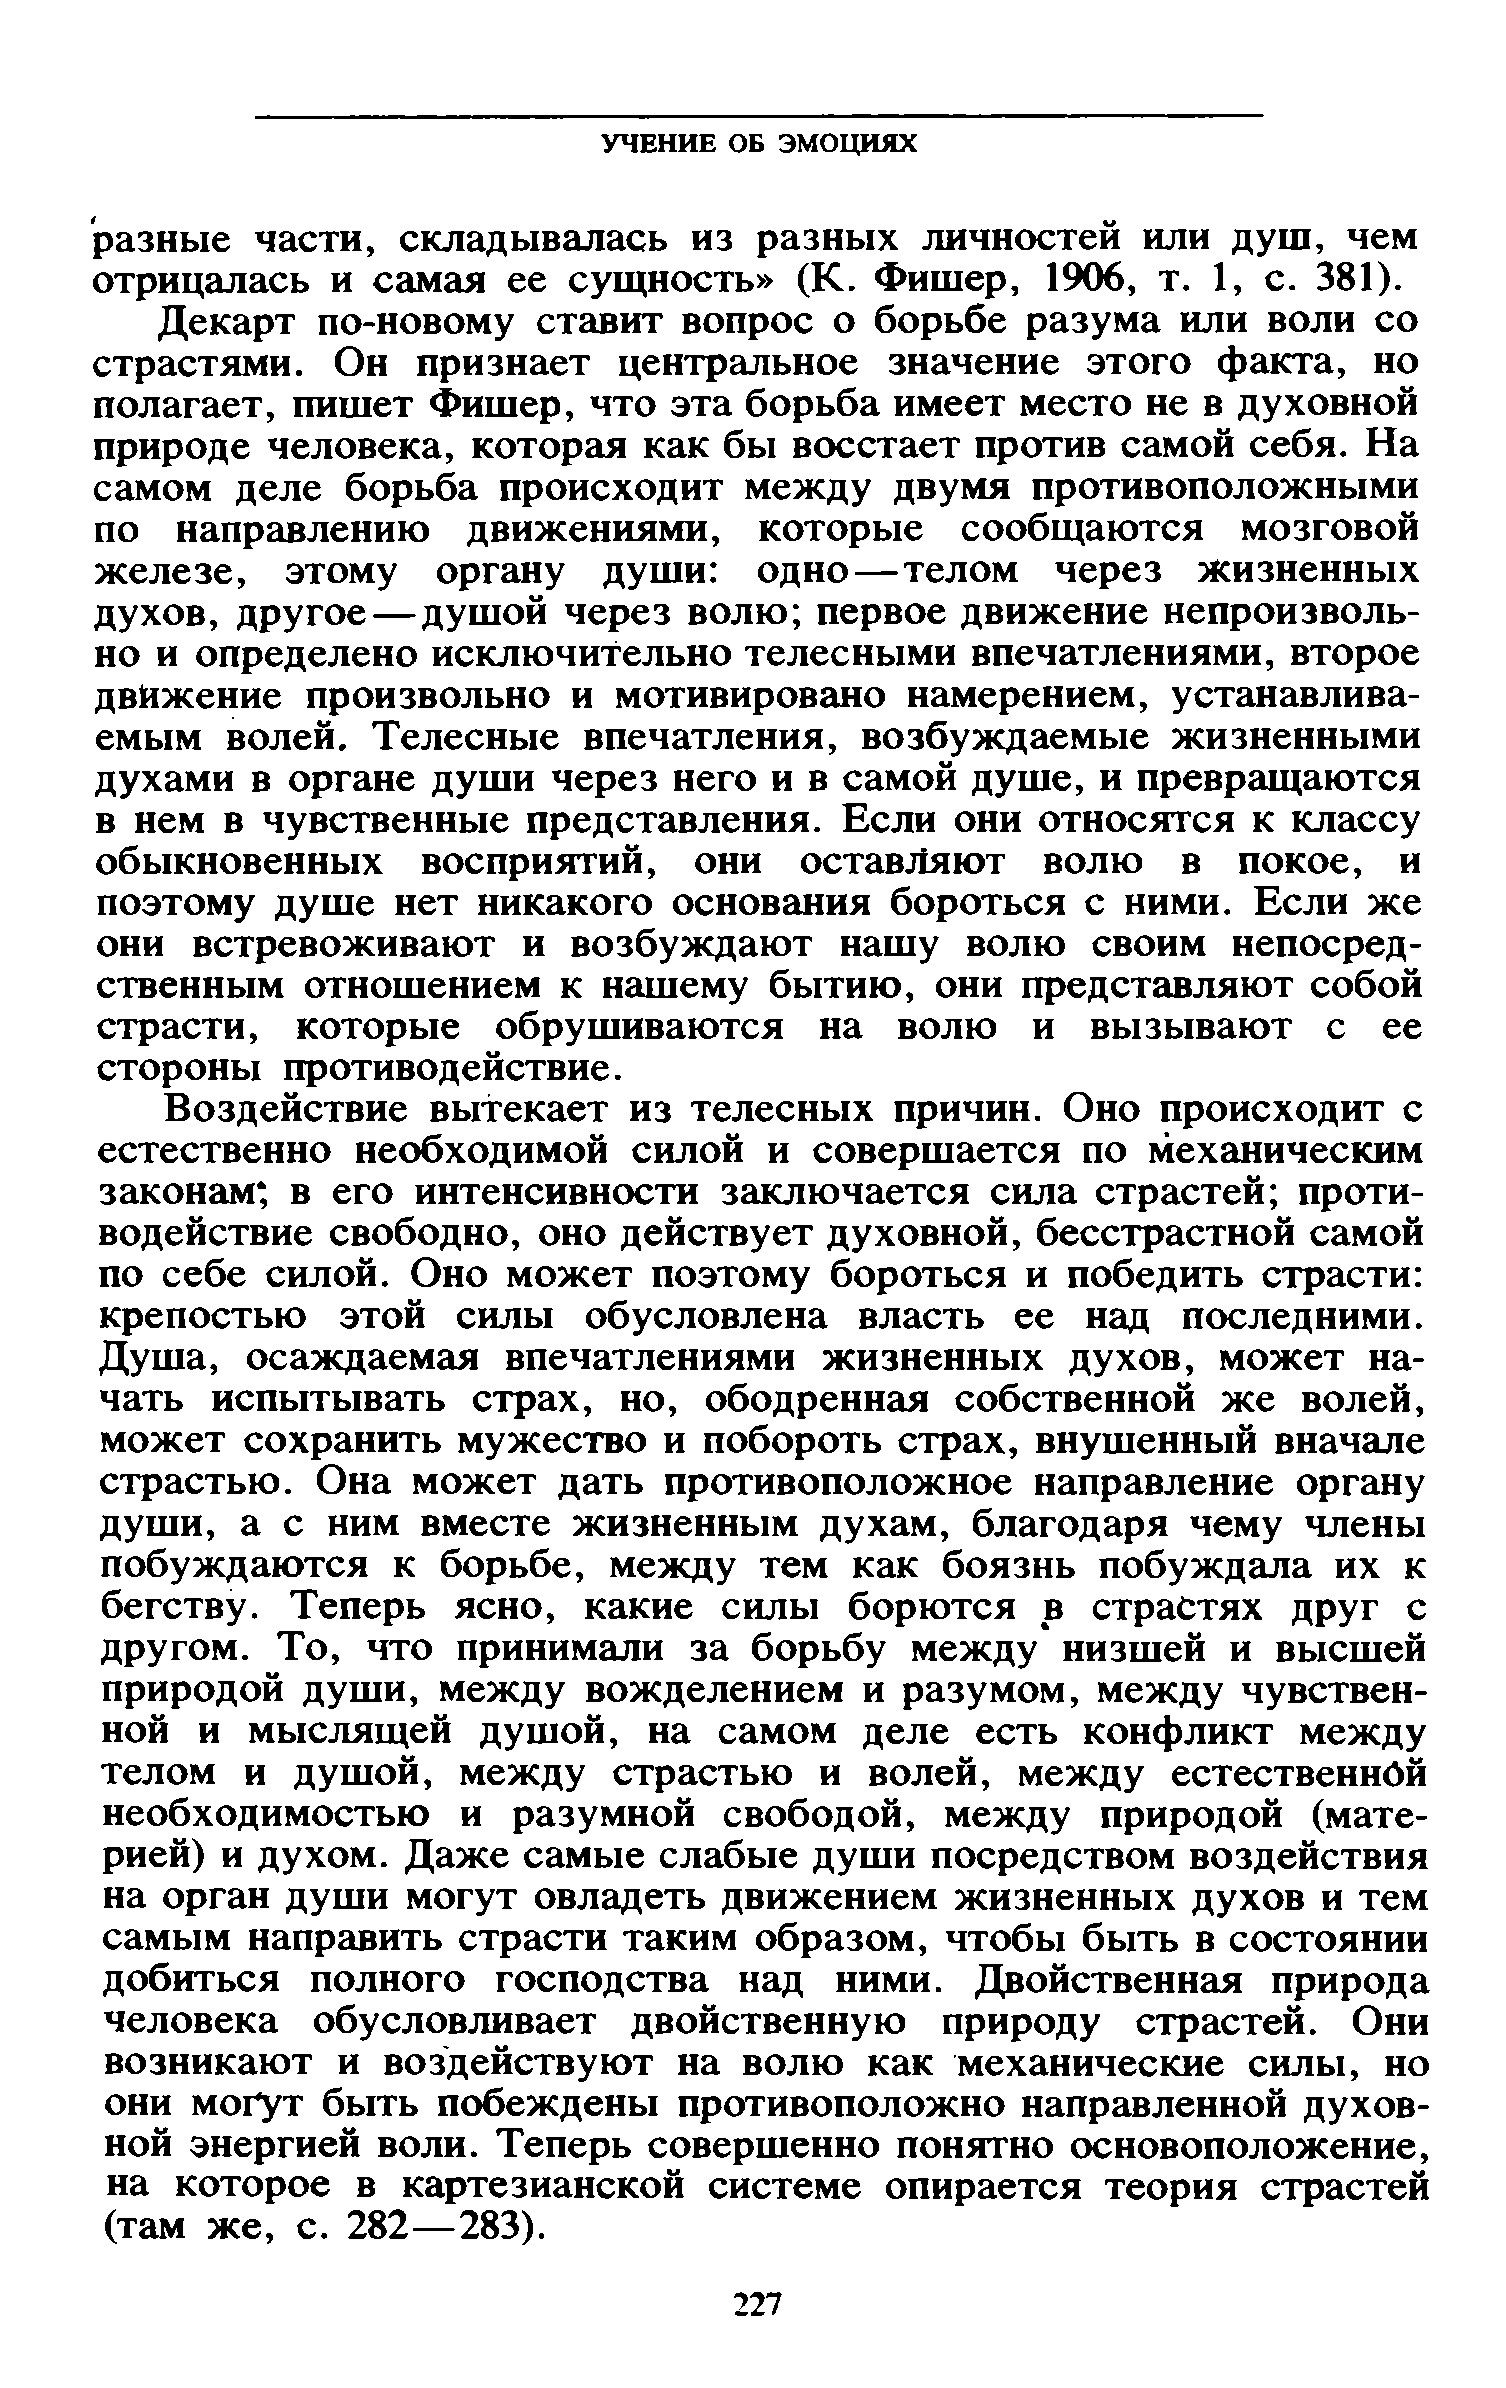 УЧЕНИЕ ОБ ЭМОЦИЯХ
разные части, складывалась из разных личностей или душ, чем
отрицалась и самая ее сущность» (К. Фишер, 1906, т. 1, с. 381).
Декарт по-новому ставит вопрос о борьбе разума или воли со
страстями. Он признает центральное значение этого факта, но
полагает, пишет Фишер, что эта борьба имеет место не в духовной
природе человека, которая как бы восстает против самой себя. На
самом деле борьба происходит между двумя противоположными
по направлению движениями, которые сообщаются мозговой
железе, этому органу души: одно—телом через жизненных
духов, другое—душой через волю; первое движение непроизволь-
но и определено исключительно телесными впечатлениями, второе
движение произвольно и мотивировано намерением, устанавлива-
емым волей. Телесные впечатления, возбуждаемые жизненными
духами в органе души через него и в самой душе, и превращаются
в нем в чувственные представления. Если они относятся к классу
обыкновенных восприятий, они оставляют волю в покое, и
поэтому душе нет никакого основания бороться с ними. Если же
они встревоживают и возбуждают нашу волю своим непосред-
ственным отношением к нашему бытию, они представляют собой
страсти, которые обрушиваются на волю и вызывают с ее
стороны противодействие.
Воздействие вытекает из телесных причин. Оно происходит с
естественно необходимой силой и совершается по механическим
законам; в его интенсивности заключается сила страстей; проти-
водействие свободно, оно действует духовной, бесстрастной самой
по себе силой. Оно может поэтому бороться и победить страсти:
крепостью этой силы обусловлена власть ее над последними.
Душа, осаждаемая впечатлениями жизненных духов, может на-
чать испытывать страх, но, ободренная собственной же волей,
может сохранить мужество и побороть страх, внушенный вначале
страстью. Она может дать противоположное направление органу
души, а с ним вместе жизненным духам, благодаря чему члены
побуждаются к борьбе, между тем как боязнь побуждала их к
бегству. Теперь ясно, какие силы борются в страстях друг с
другом. То, что принимали за борьбу между низшей и высшей
природой души, между вожделением и разумом, между чувствен-
ной и мыслящей душой, на самом деле есть конфликт между
телом и душой, между страстью и волей, между естественной
необходимостью и разумной свободой, между природой (мате-
рией) и духом. Даже самые слабые души посредством воздействия
на орган души могут овладеть движением жизненных духов и тем
самым направить страсти таким образом, чтобы быть в состоянии
добиться полного господства над ними. Двойственная природа
человека обусловливает двойственную природу страстей. Они
возникают и воздействуют на волю как механические силы, но
они могут быть побеждены противоположно направленной духов-
ной энергией воли. Теперь совершенно понятно основоположение,
на которое в картезианской системе опирается теория страстей
(там же, с. 282—283).
227